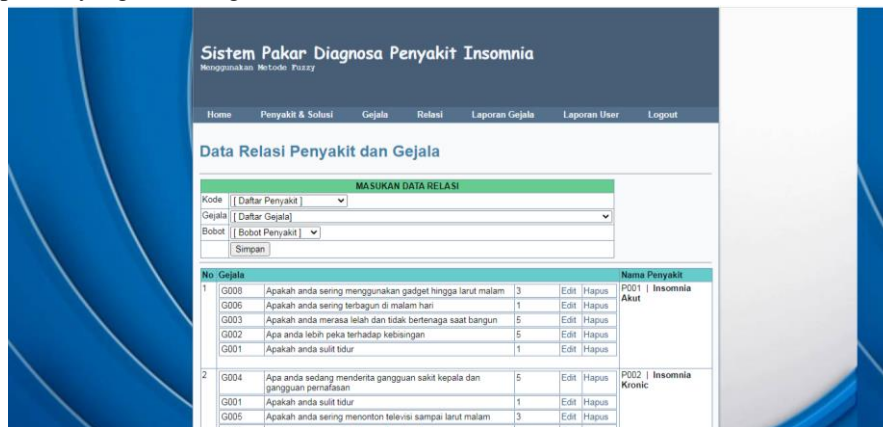 Sistem Pakar Diagnosa Penyakit Insomnia
Menggunakan Metode Fuzzy
Home Penyakit & Solusi Gejala Relasi Laporan Gejala Laporan User Logout
Data Relasi Penyakit dan Gejala
MASUKAN DATA RELASI
Kode [ Daftar Penyakit ]
Gejala [ Daftar Gejala]
Bobot [ Bobot Penyakit ]
Simpan
No Gejala Nama Penyakit
1 G008 Apakah anda sering menggunakan gadget hingga larut malam 3 Edit Hapus P001 | Insomnia
Akut
G006 Apakah anda sering terbagun di malam hari 1 Edit Hapus
G003 Apakah anda merasa lelah dan tidak bertenaga saat bangun 5 Edit Hapus
G002 Apa anda lebih peka terhadap kebisingan 5 Edit Hapus
G001 Apakah anda sulit tidur 1 Edit Hapus
2 G004 Apa anda sedang menderita gangguan sakit kepala dan 5 Edit Hapus P002 | Insomnia
gangguan pernafasan Kronic
G001 Apakah anda sulit tidur 1 Edit Hapus
G005 Apakah anda sering menonton televisi sampai larut malam 3 Edit Hapus